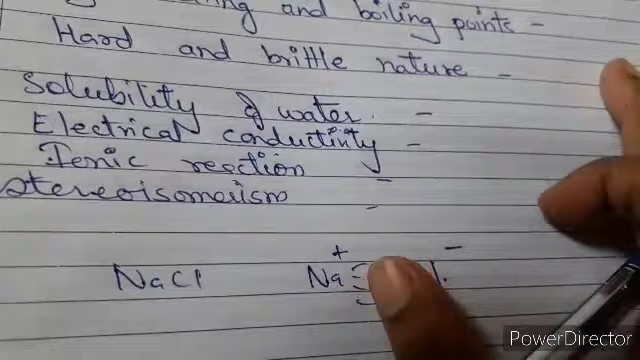 and boiling points -
Hard and brittle nature -
Solubility of water. -
Electrical conductivity -
Ionic reaction -
Stereoisomerism -
NaCl Na + -
PowerDirector